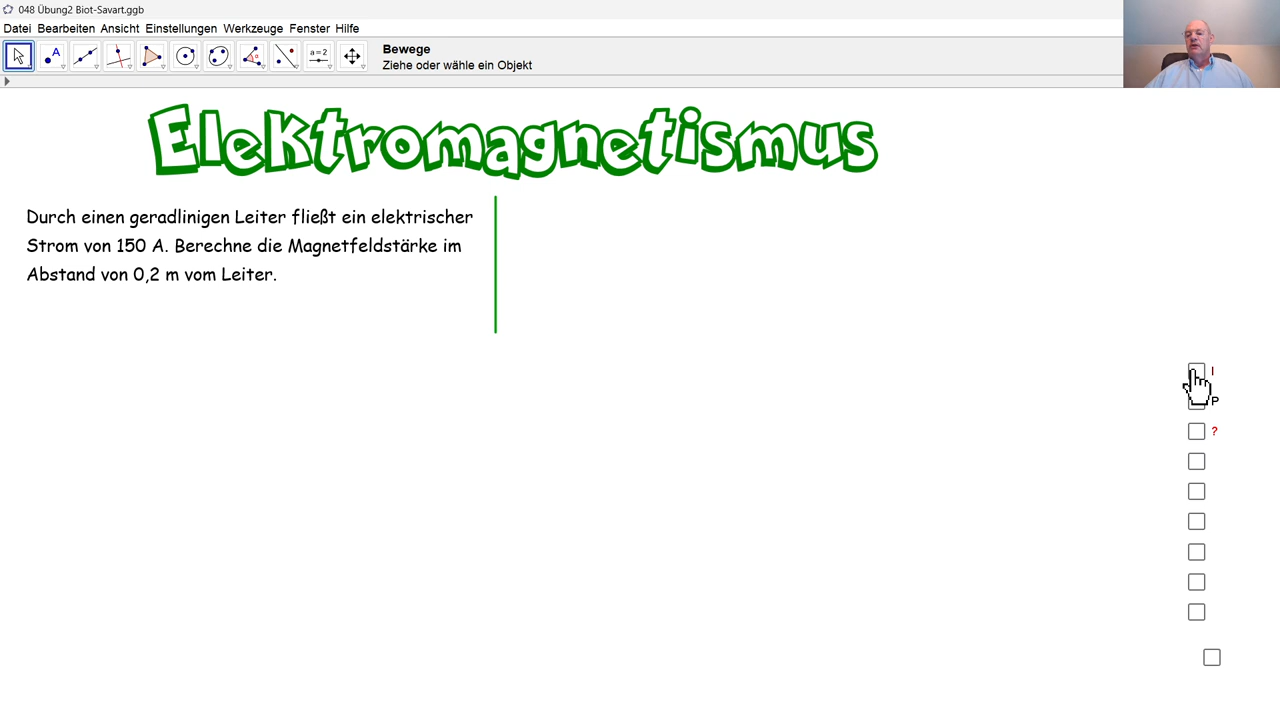 048 Übung2 Biot-Savart.ggb
Datei Bearbeiten Ansicht Einstellungen Werkzeuge Fenster Hilfe
A
a=2
Bewege
Ziehe oder wähle ein Objekt
Elektromagnetismus
Durch einen geradlinigen Leiter fließt ein elektrischer
Strom von 150 A. Berechne die Magnetfeldstärke im
Abstand von 0,2 m vom Leiter.
I
P
?